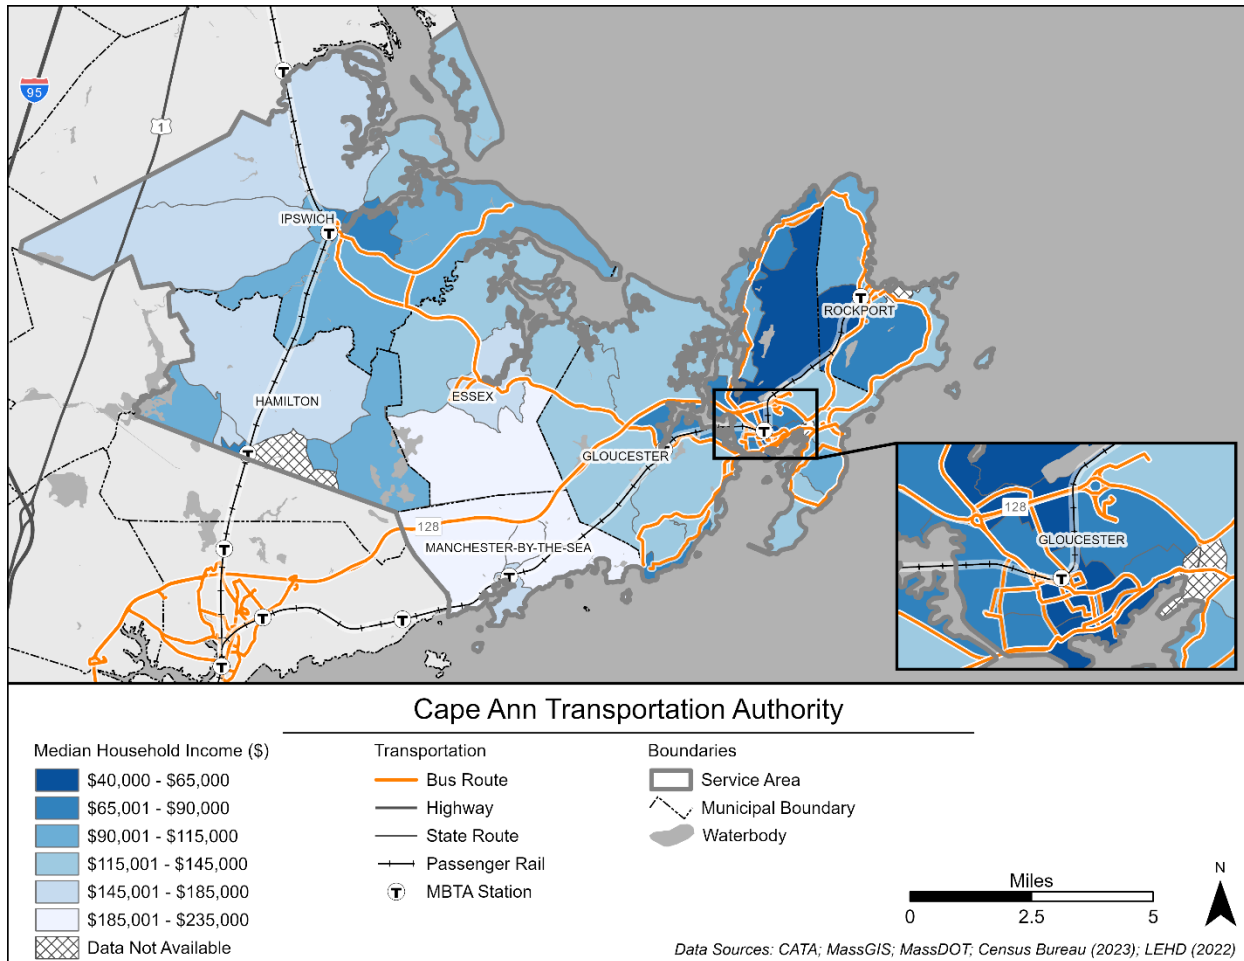 95
1
T
IPSWICH
T
ROCKPORT
T
HAMILTON
ESSEX
T
GLOUCESTER
T
128
MANCHESTER-BY-THE-SEA
T
T
T
T
T
128
GLOUCESTER
T
Cape Ann Transportation Authority
Median Household Income ($)
$40,000 - $65,000
$65,001 - $90,000
$90,001 - $115,000
$115,001 - $145,000
$145,001 - $185,000
$185,001 - $235,000
Data Not Available
Transportation
Bus Route
Highway
State Route
Passenger Rail
T MBTA Station
Boundaries
Service Area
Municipal Boundary
Waterbody
Miles
0 2.5 5
N
Data Sources: CATA; MassGIS; MassDOT; Census Bureau (2023); LEHD (2022)